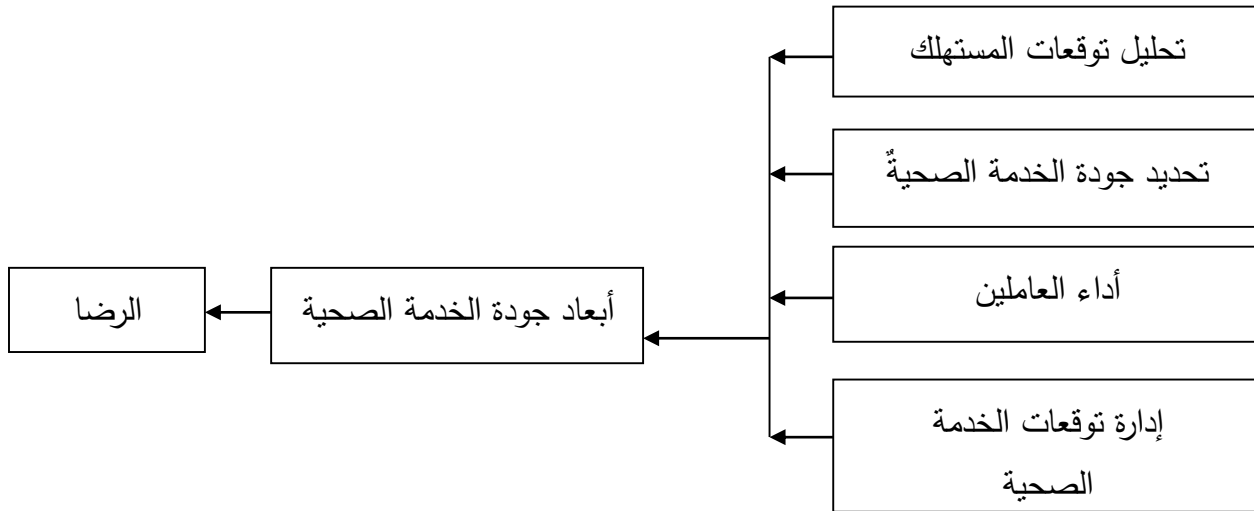 تحليل توقعات المستهلك
تحديد جودة الخدمة الصحيةٌ
أداء العاملين
أبعاد جودة الخدمة الصحية
الرضا
إدارة توقعات الخدمة
الصحية